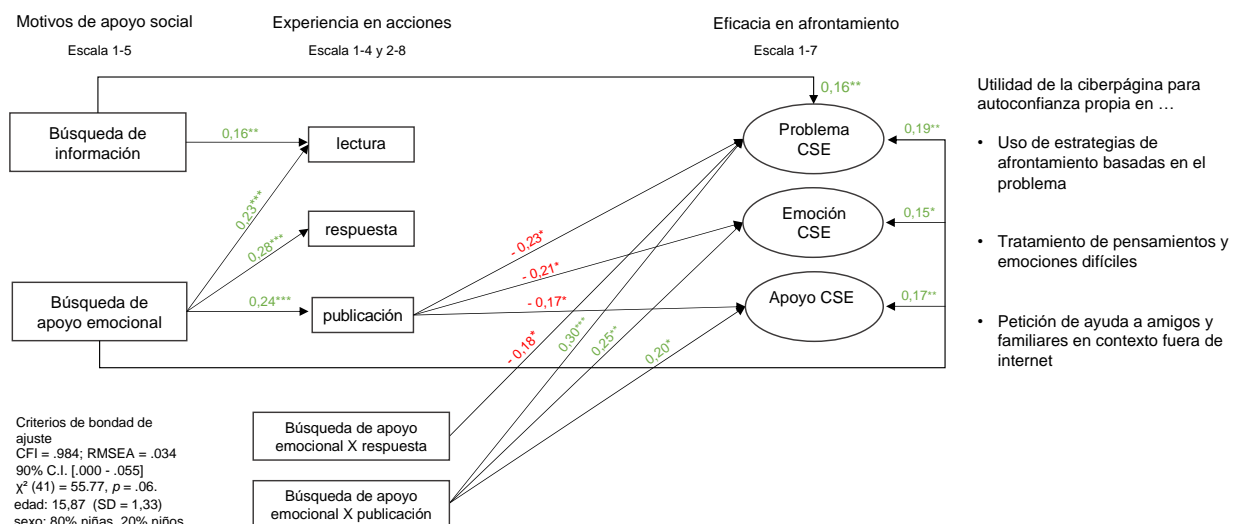 Motivos de apoyo social
Escala 1-5
Experiencia en acciones
Escala 1-4 y 2-8
Eficacia en afrontamiento
Escala 1-7
0,16**
Búsqueda de
información
0,16**
lectura
Problema
CSE
0,19**
0,23***
0,28***
respuesta
Emoción
CSE
0,15*
- 0,23*
- 0,21*
Búsqueda de
apoyo emocional
0,24***
publicación
- 0,17*
Apoyo CSE
0,17**
- 0,18*
0,30***
0,25**
0,20*
Búsqueda de apoyo
emocional X respuesta
Búsqueda de apoyo
emocional X publicación
Utilidad de la ciberpágina para
autoconfianza propia en …
• Uso de estrategias de
afrontamiento basadas en el
problema
• Tratamiento de pensamientos y
emociones difíciles
• Petición de ayuda a amigos y
familiares en contexto fuera de
internet
Criterios de bondad de
ajuste
CFI = .984; RMSEA = .034
90% C.I. [.000 - .055]
χ² (41) = 55.77, p = .06.
edad: 15,87 (SD = 1,33)
sexo: 80% niñas, 20% niños